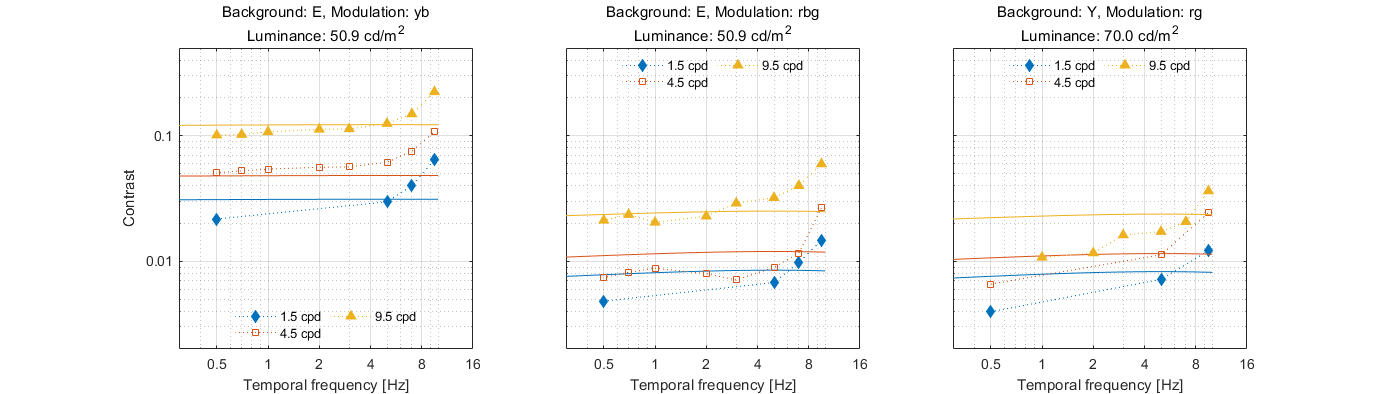 Background: E, Modulation: yb
Luminance: 50.9 cd/m2
Contrast
0.1
0.01
1.5 cpd
9.5 cpd
4.5 cpd
0.5 1 2 4 8 16
Temporal frequency [Hz]
Background: E, Modulation: rbg
Luminance: 50.9 cd/m2
1.5 cpd
9.5 cpd
4.5 cpd
0.5 1 2 4 8 16
Temporal frequency [Hz]
Background: Y, Modulation: rg
Luminance: 70.0 cd/m2
1.5 cpd
9.5 cpd
4.5 cpd
0.5 1 2 4 8 16
Temporal frequency [Hz]